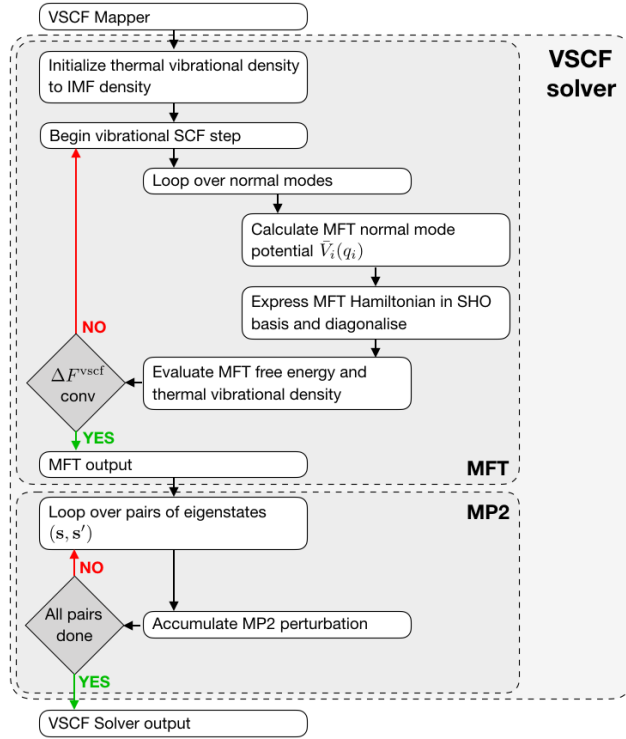 VSCF Mapper
VSCF
solver
Initialize thermal vibrational density
to IMF density
Begin vibrational SCF step
Loop over normal modes
Calculate MFT normal mode
potential V̄ᵢ(qᵢ)
Express MFT Hamiltonian in SHO
basis and diagonalise
NO
Evaluate MFT free energy and
thermal vibrational density
ΔFᵛˢᶜᶠ
conv
YES
MFT output
MFT
Loop over pairs of eigenstates
(s, s′)
MP2
NO
All pairs
done
Accumulate MP2 perturbation
YES
VSCF Solver output